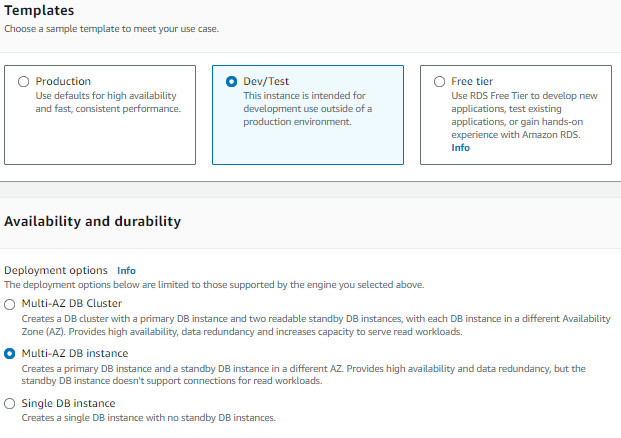 Templates
Choose a sample template to meet your use case.
Production
Use defaults for high availability
and fast, consistent performance.
Dev/Test
This instance is intended for
development use outside of a
production environment.
Free tier
Use RDS Free Tier to develop new
applications, test existing
applications, or gain hands-on
experience with Amazon RDS.
Info
Availability and durability
Deployment options Info
The deployment options below are limited to those supported by the engine you selected above.
Multi-AZ DB Cluster
Creates a DB cluster with a primary DB instance and two readable standby DB instances, with each DB instance in a different Availability
Zone (AZ). Provides high availability, data redundancy and increases capacity to serve read workloads.
Multi-AZ DB instance
Creates a primary DB instance and a standby DB instance in a different AZ. Provides high availability and data redundancy, but the
standby DB instance doesn't support connections for read workloads.
Single DB instance
Creates a single DB instance with no standby DB instances.